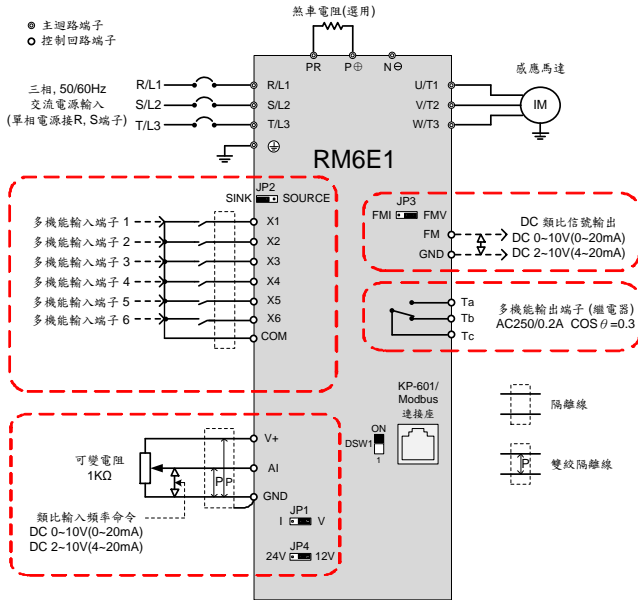 煞車電阻(選用)
主迴路端子
控制回路端子
PR
P⊕
N⊖
感應馬達
三相, 50/60Hz
交流電源輸入
(單相電源接R, S端子)
R/L1
S/L2
T/L3
R/L1
S/L2
T/L3
U/T1
V/T2
W/T3
IM
RM6E1
JP2
SINK
SOURCE
多機能輸入端子 1
多機能輸入端子 2
多機能輸入端子 3
多機能輸入端子 4
多機能輸入端子 5
多機能輸入端子 6
X1
X2
X3
X4
X5
X6
COM
JP3
FMI
FMV
FM
GND
DC 類比信號輸出
DC 0~10V(0~20mA)
DC 2~10V(4~20mA)
Ta
Tb
Tc
多機能輸出端子 (繼電器)
AC250/0.2A COSθ=0.3
KP-601/
Modbus
連接座
ON
DSW1
1
隔離線
P
雙絞隔離線
可變電阻
1KΩ
V+
AI
GND
P
P
類比輸入頻率命令
DC 0~10V(0~20mA)
DC 2~10V(4~20mA)
JP1
I
V
JP4
24V
12V